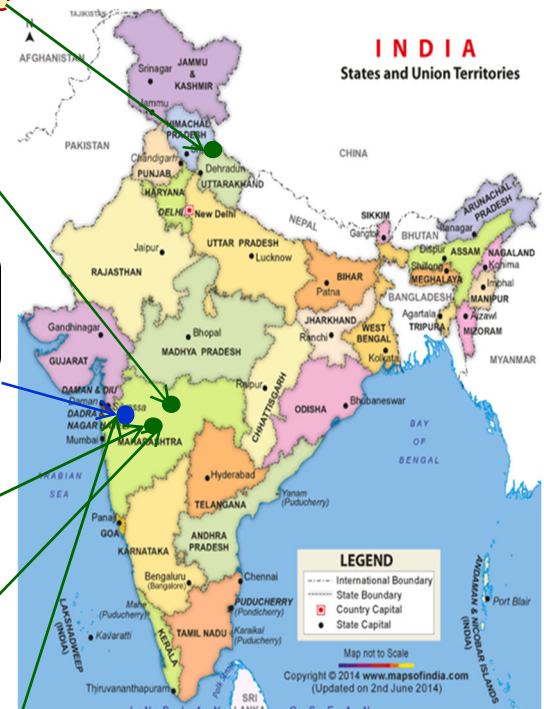 TAJIKISTAN
N
INDIA
States and Union Territories
AFGHANISTAN
JAMMU
&
KASHMIR
Srinagar
Jammu
HIMACHAL
PRADESH
PAKISTAN
CHINA
Chandigarh
PUNJAB
Dehradun
UTTARAKHAND
HARYANA
DELHI
New Delhi
ARUNACHAL
PRADESH
SIKKIM
Gangtok
NEPAL
BHUTAN
Itanagar
Dispur
ASSAM
NAGALAND
Kohima
Shillong
MEGHALAYA
Imphal
MANIPUR
BANGLADESH
Agartala
TRIPURA
Aizawl
MIZORAM
MYANMAR
Jaipur
RAJASTHAN
UTTAR PRADESH
Lucknow
BIHAR
Patna
JHARKHAND
Ranchi
WEST
BENGAL
Kolkata
Gandhinagar
GUJARAT
Bhopal
MADHYA PRADESH
Raipur
CHHATTISGARH
ODISHA
Bhubaneswar
DAMAN & DIU
Daman
DADRA
NAGAR
Mumbai
MAHARASHTRA
BAY
OF
BENGAL
ARABIAN
SEA
Hyderabad
TELANGANA
Yanam
(Puducherry)
Panaji
GOA
KARNATAKA
ANDHRA
PRADESH
Bengaluru
(Bangalore)
Chennai
Mahe
(Puducherry)
PUDUCHERRY
(Pondicherry)
Karaikal
(Puducherry)
TAMIL NADU
KERALA
LAKSHADWEEP
(INDIA)
Kavaratti
Thiruvananthapuram
SRI
LANKA
ANDAMAN & NICOBAR ISLANDS
(INDIA)
Port Blair
LEGEND
International Boundary
State Boundary
Country Capital
State Capital
Map not to Scale
Copyright © 2014 www.mapsofindia.com
(Updated on 2nd June 2014)